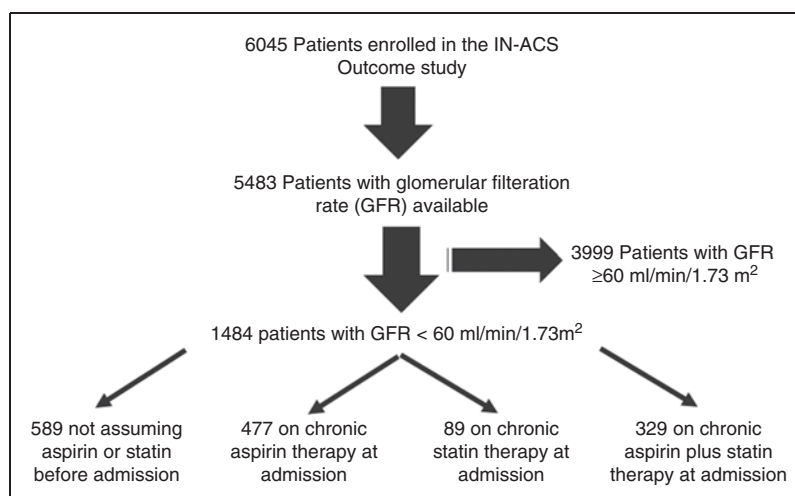 6045 Patients enrolled in the IN-ACS
Outcome study
5483 Patients with glomerular filteration
rate (GFR) available
3999 Patients with GFR
≥60 ml/min/1.73 m²
1484 patients with GFR < 60 ml/min/1.73m²
589 not assuming
aspirin or statin
before admission
477 on chronic
aspirin therapy at
admission
89 on chronic
statin therapy at
admission
329 on chronic
aspirin plus statin
therapy at admission